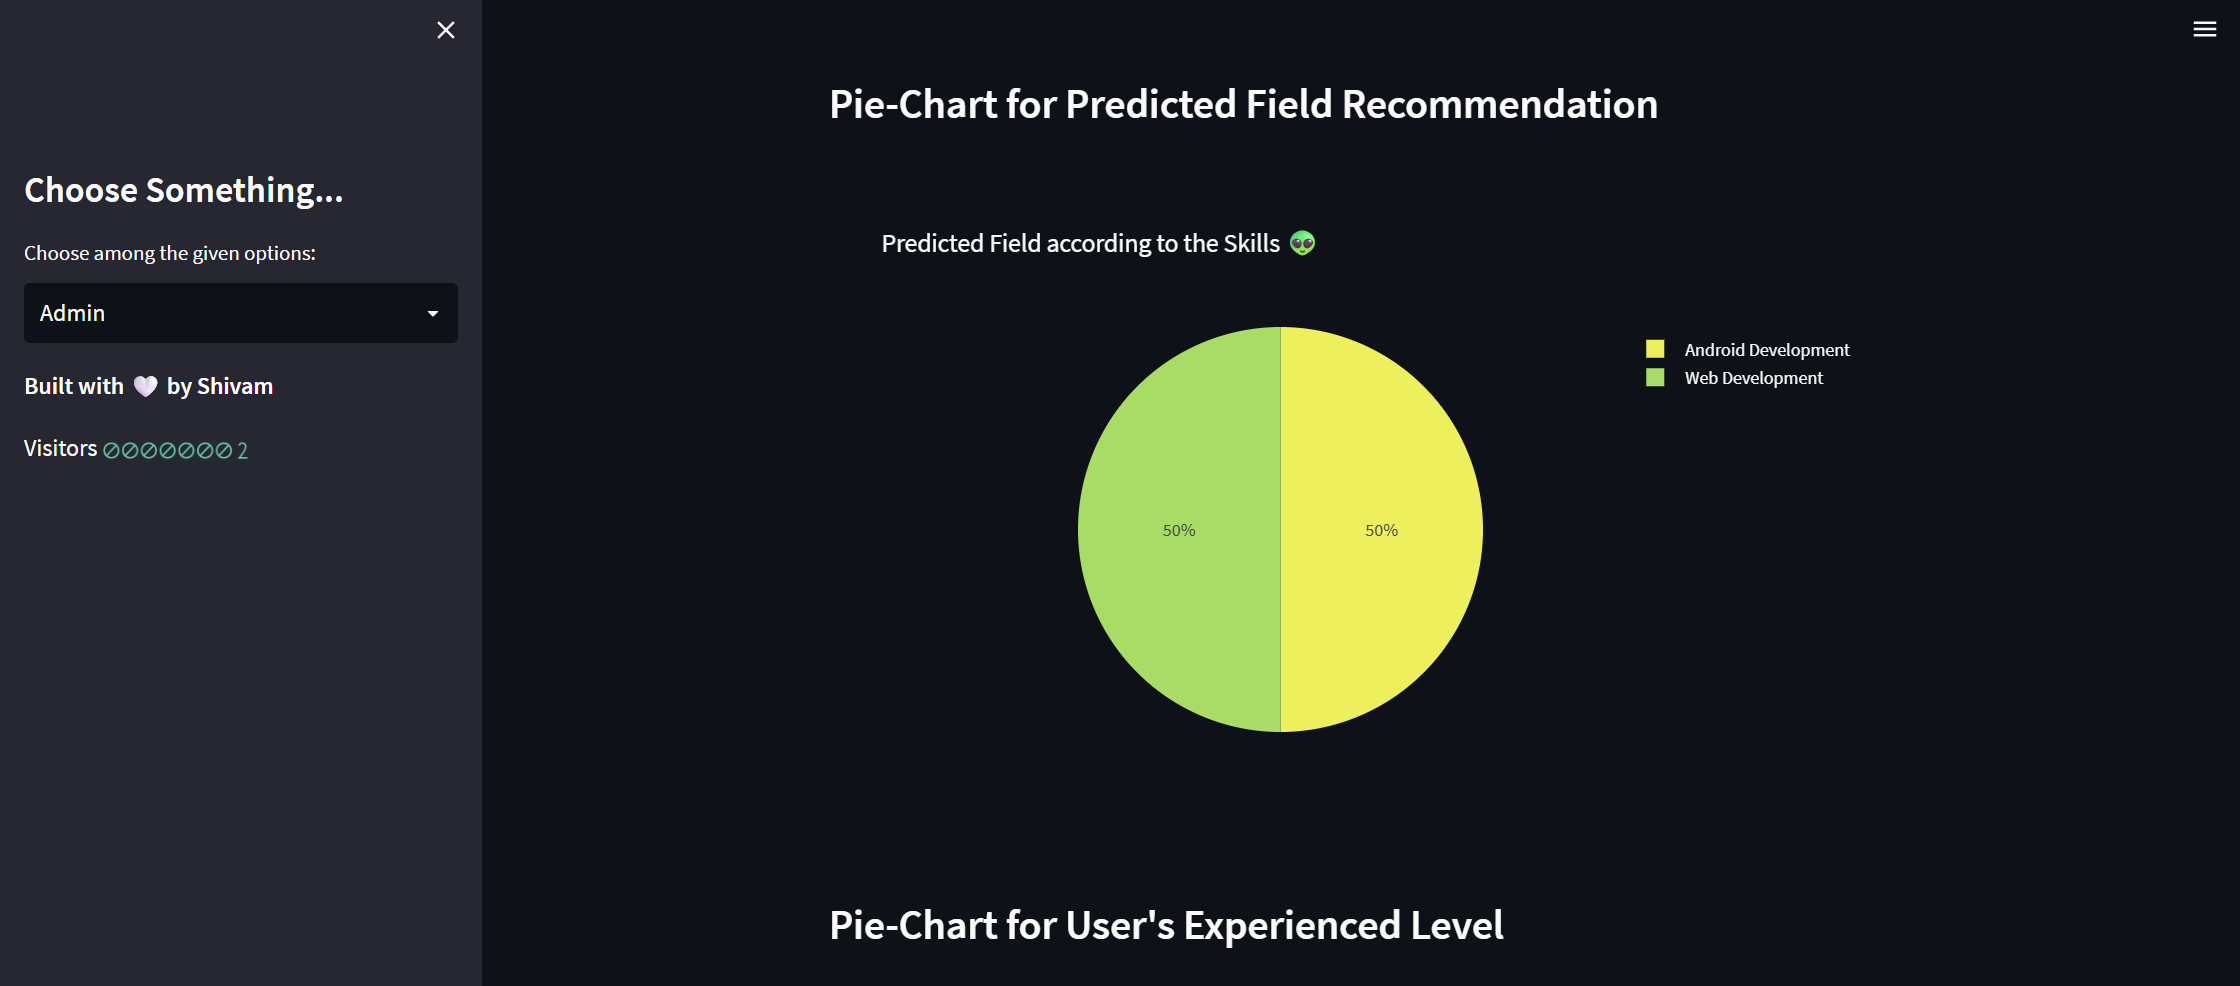 Choose Something...
Choose among the given options:
Admin
Built with 🤍 by Shivam
Visitors ∅∅∅∅∅∅∅ 2
Pie-Chart for Predicted Field Recommendation
Predicted Field according to the Skills 👽
Android Development
Web Development
50%
50%
Pie-Chart for User's Experienced Level